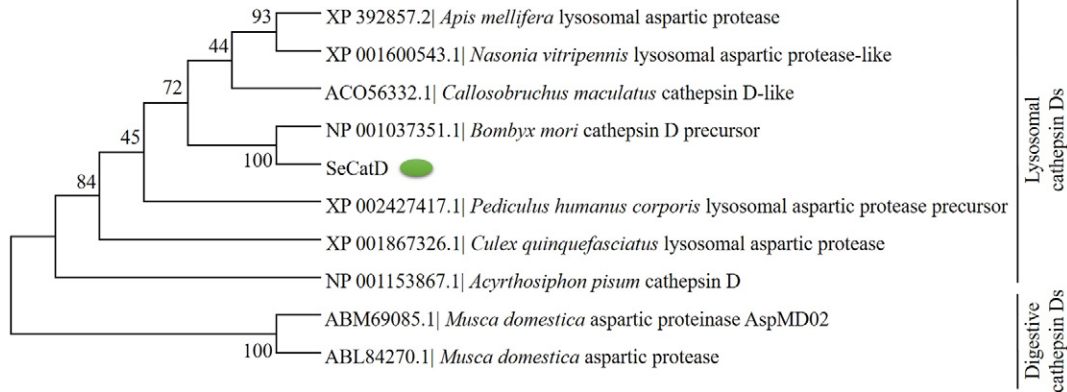 93
XP 392857.2| Apis mellifera lysosomal aspartic protease
44
XP 001600543.1| Nasonia vitripennis lysosomal aspartic protease-like
72
ACO56332.1| Callosobruchus maculatus cathepsin D-like
45
NP 001037351.1| Bombyx mori cathepsin D precursor
100
SeCatD
84
XP 002427417.1| Pediculus humanus corporis lysosomal aspartic protease precursor
XP 001867326.1| Culex quinquefasciatus lysosomal aspartic protease
NP 001153867.1| Acyrthosiphon pisum cathepsin D
ABM69085.1| Musca domestica aspartic proteinase AspMD02
100
ABL84270.1| Musca domestica aspartic protease
Lysosomal
cathepsin Ds
Digestive
cathepsin Ds